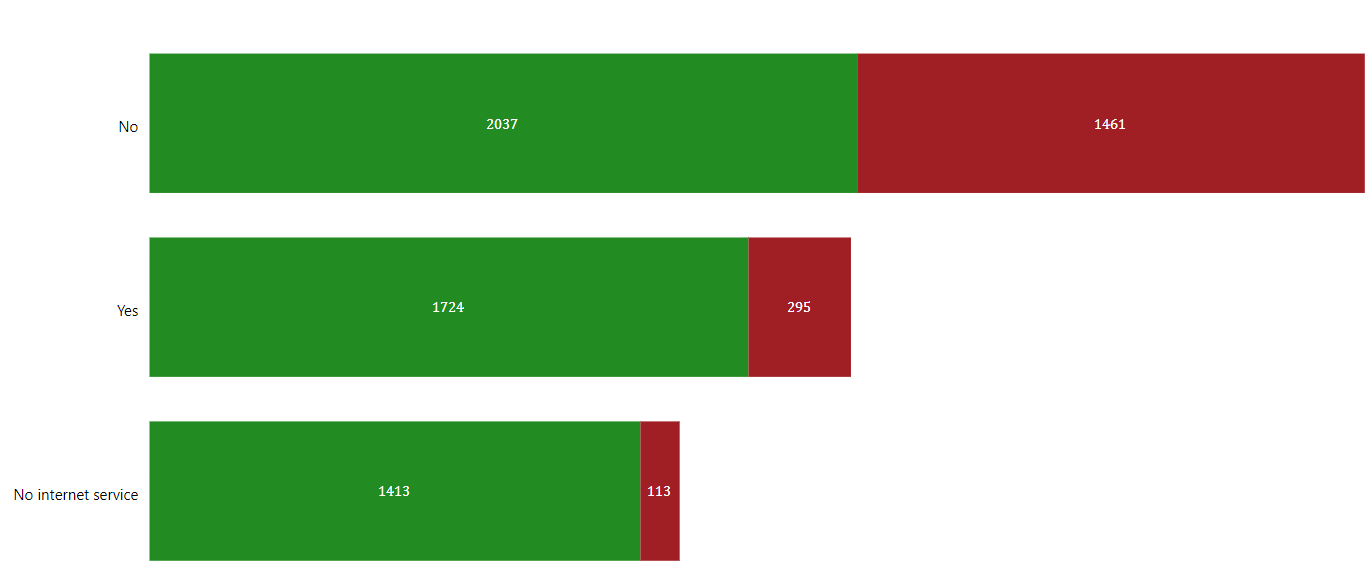 No 2037 1461
Yes 1724 295
No internet service 1413 113